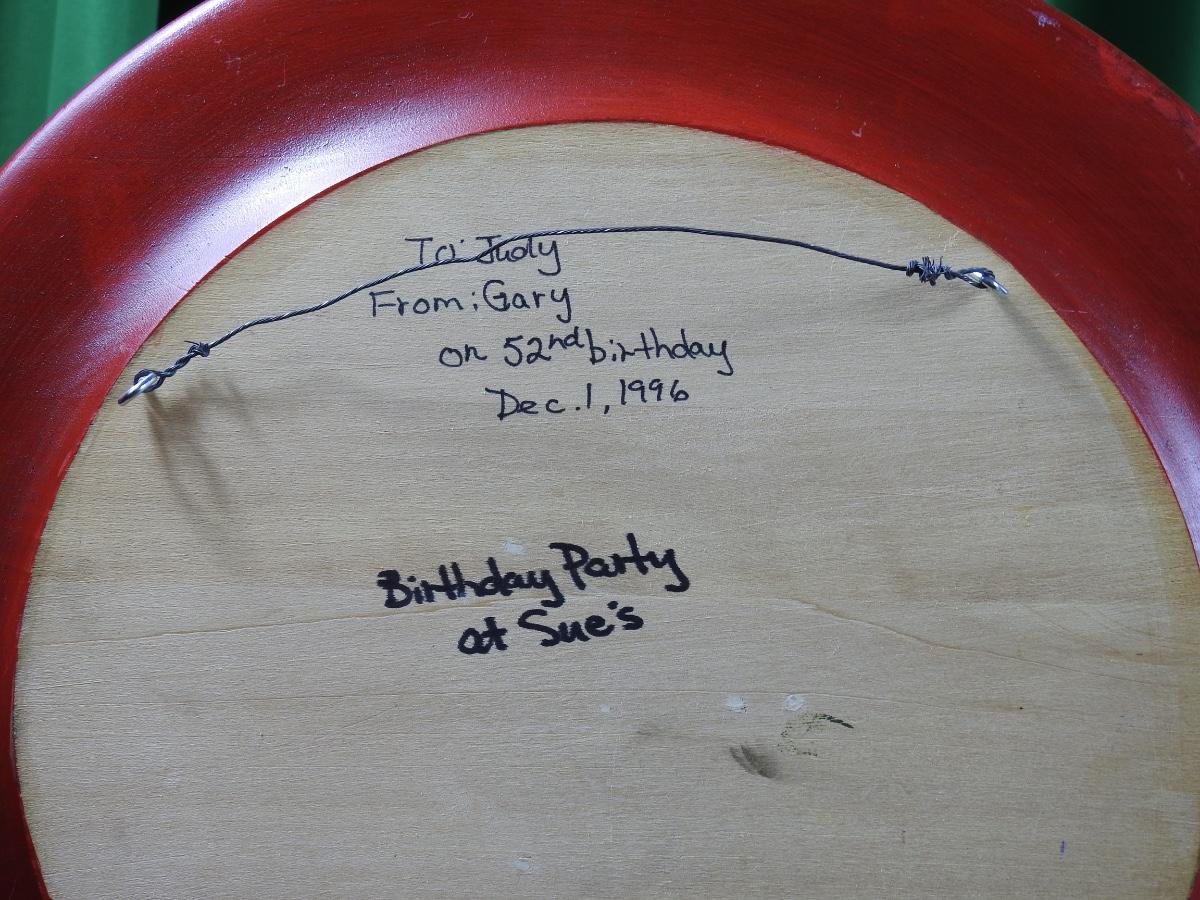 To: Judy
From: Gary
on 52nd birthday
Dec. 1, 1996
Birthday Party
at Sue's